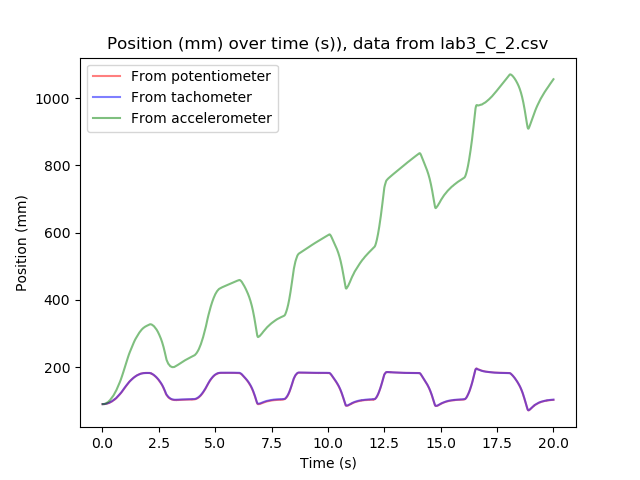 Position (mm) over time (s)), data from lab3_C_2.csv
From potentiometer
From tachometer
From accelerometer
Position (mm)
1000
800
600
400
200
0.0 2.5 5.0 7.5 10.0 12.5 15.0 17.5 20.0
Time (s)